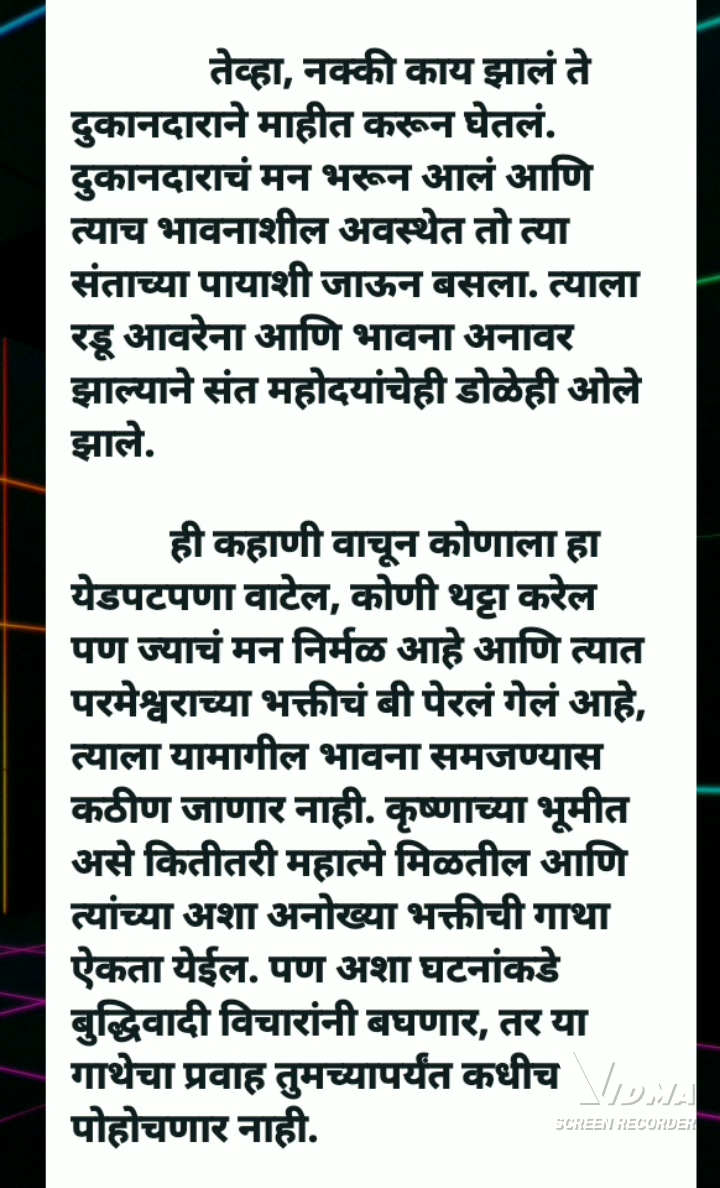 तेव्हा, नक्की काय झालं ते
दुकानदाराने माहीत करून घेतलं.
दुकानदाराचं मन भरून आलं आणि
त्याच भावनाशील अवस्थेत तो त्या
संताच्या पायाशी जाऊन बसला. त्याला
रडू आवरेना आणि भावना अनावर
झाल्याने संत महोदयांचेही डोळेही ओले
झाले.
ही कहाणी वाचून कोणाला हा
येडपटपणा वाटेल, कोणी थट्टा करेल
पण ज्याचं मन निर्मळ आहे आणि त्यात
परमेश्वराच्या भक्तीचं बी पेरलं गेलं आहे,
त्याला यामागील भावना समजण्यास
कठीण जाणार नाही. कृष्णाच्या भूमीत
असे कितीतरी महात्मे मिळतील आणि
त्यांच्या अशा अनोख्या भक्तीची गाथा
ऐकता येईल. पण अशा घटनांकडे
बुद्धिवादी विचारांनी बघणार, तर या
गाथेचा प्रवाह तुमच्यापर्यंत कधीच
पोहोचणार नाही.
VIDMA
SCREEN RECORDER